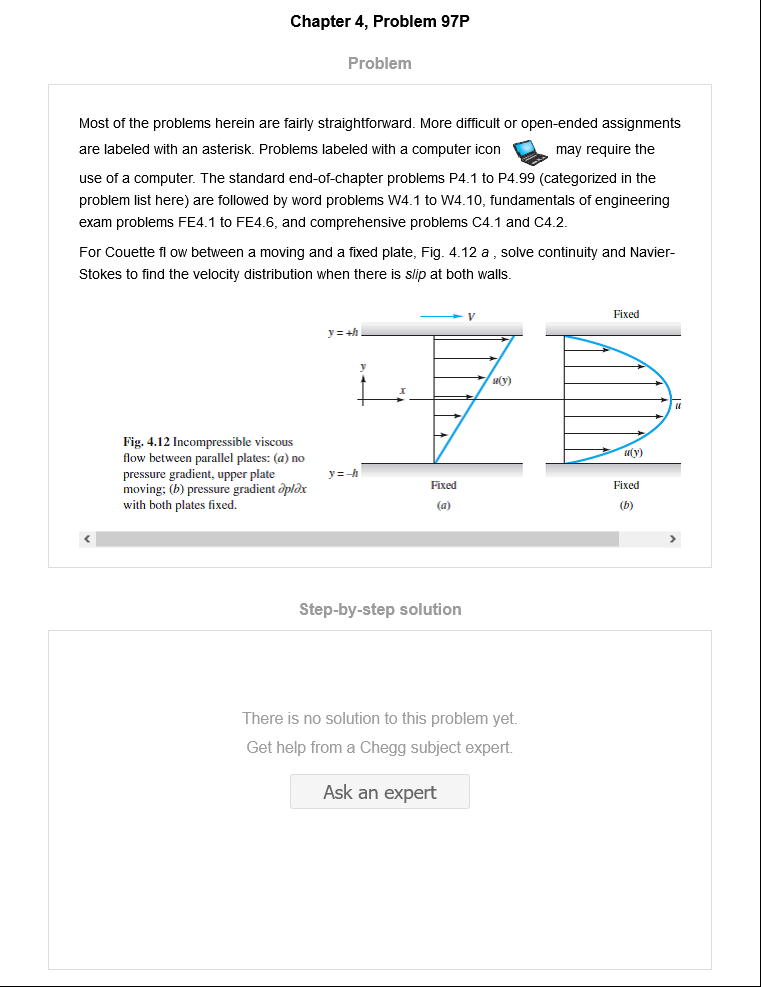 Chapter 4, Problem 97P
Problem
Most of the problems herein are fairly straightforward. More difficult or open-ended assignments
are labeled with an asterisk. Problems labeled with a computer icon may require the
use of a computer. The standard end-of-chapter problems P4.1 to P4.99 (categorized in the
problem list here) are followed by word problems W4.1 to W4.10, fundamentals of engineering
exam problems FE4.1 to FE4.6, and comprehensive problems C4.1 and C4.2.
For Couette fl ow between a moving and a fixed plate, Fig. 4.12 a , solve continuity and Navier-
Stokes to find the velocity distribution when there is slip at both walls.
V
Fixed
y = +h
y
x
u(y)
u
u(y)
y = -h
Fixed
Fixed
(a)
(b)
Fig. 4.12 Incompressible viscous
flow between parallel plates: (a) no
pressure gradient, upper plate
moving; (b) pressure gradient ∂p/∂x
with both plates fixed.
Step-by-step solution
There is no solution to this problem yet.
Get help from a Chegg subject expert.
Ask an expert